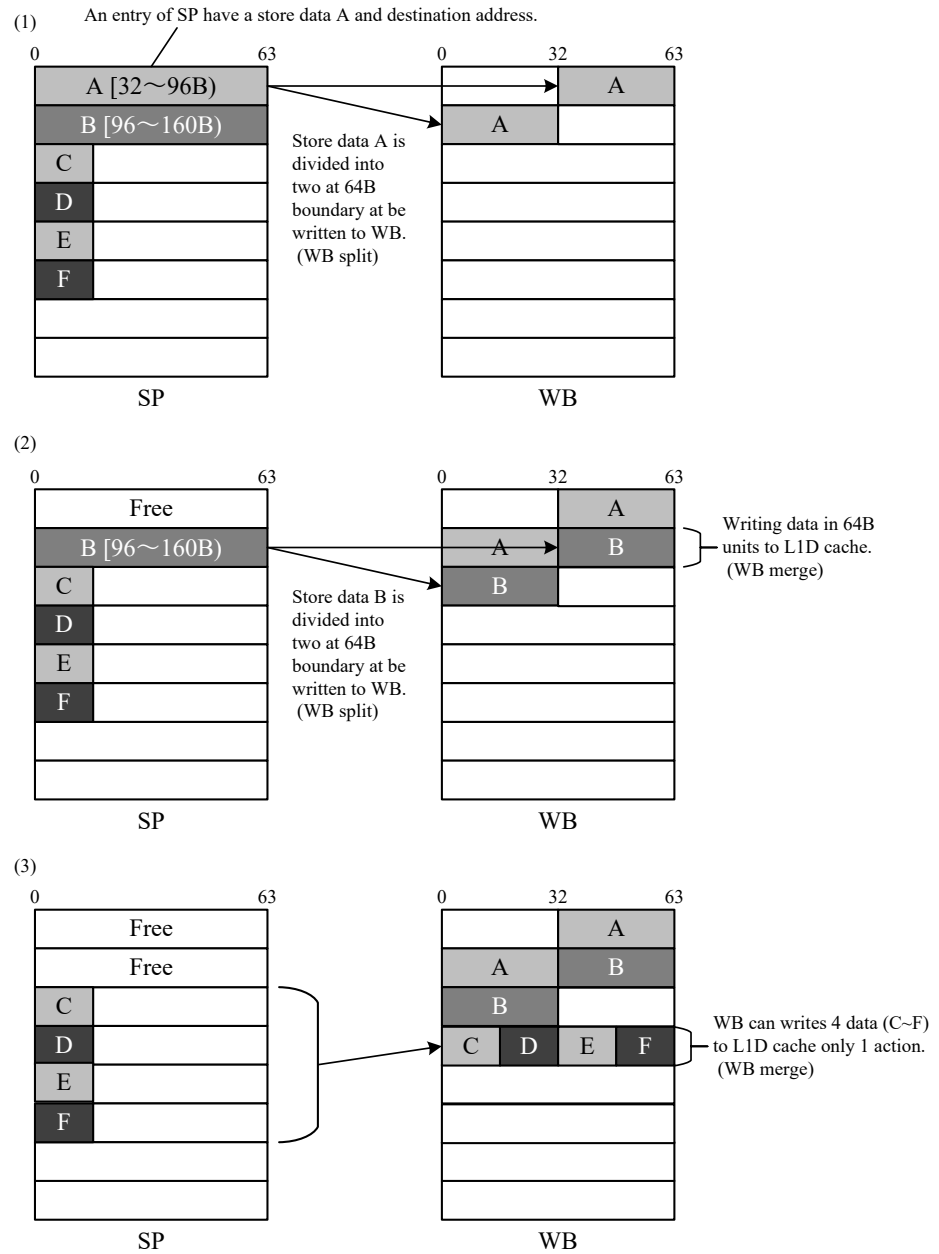 (1)
An entry of SP have a store data A and destination address.
0 63
0 32 63
A [32～96B)
B [96～160B)
C
D
E
F
SP
Store data A is
divided into
two at 64B
boundary at be
written to WB.
(WB split)
A
A
WB
(2)
0 63
0 32 63
Free
B [96～160B)
C
D
E
F
SP
Store data B is
divided into
two at 64B
boundary at be
written to WB.
(WB split)
A
A B
B
WB
Writing data in 64B
units to L1D cache.
(WB merge)
(3)
0 63
0 32 63
Free
Free
C
D
E
F
SP
A
A B
B
C D E F
WB
WB can writes 4 data (C~F)
to L1D cache only 1 action.
(WB merge)